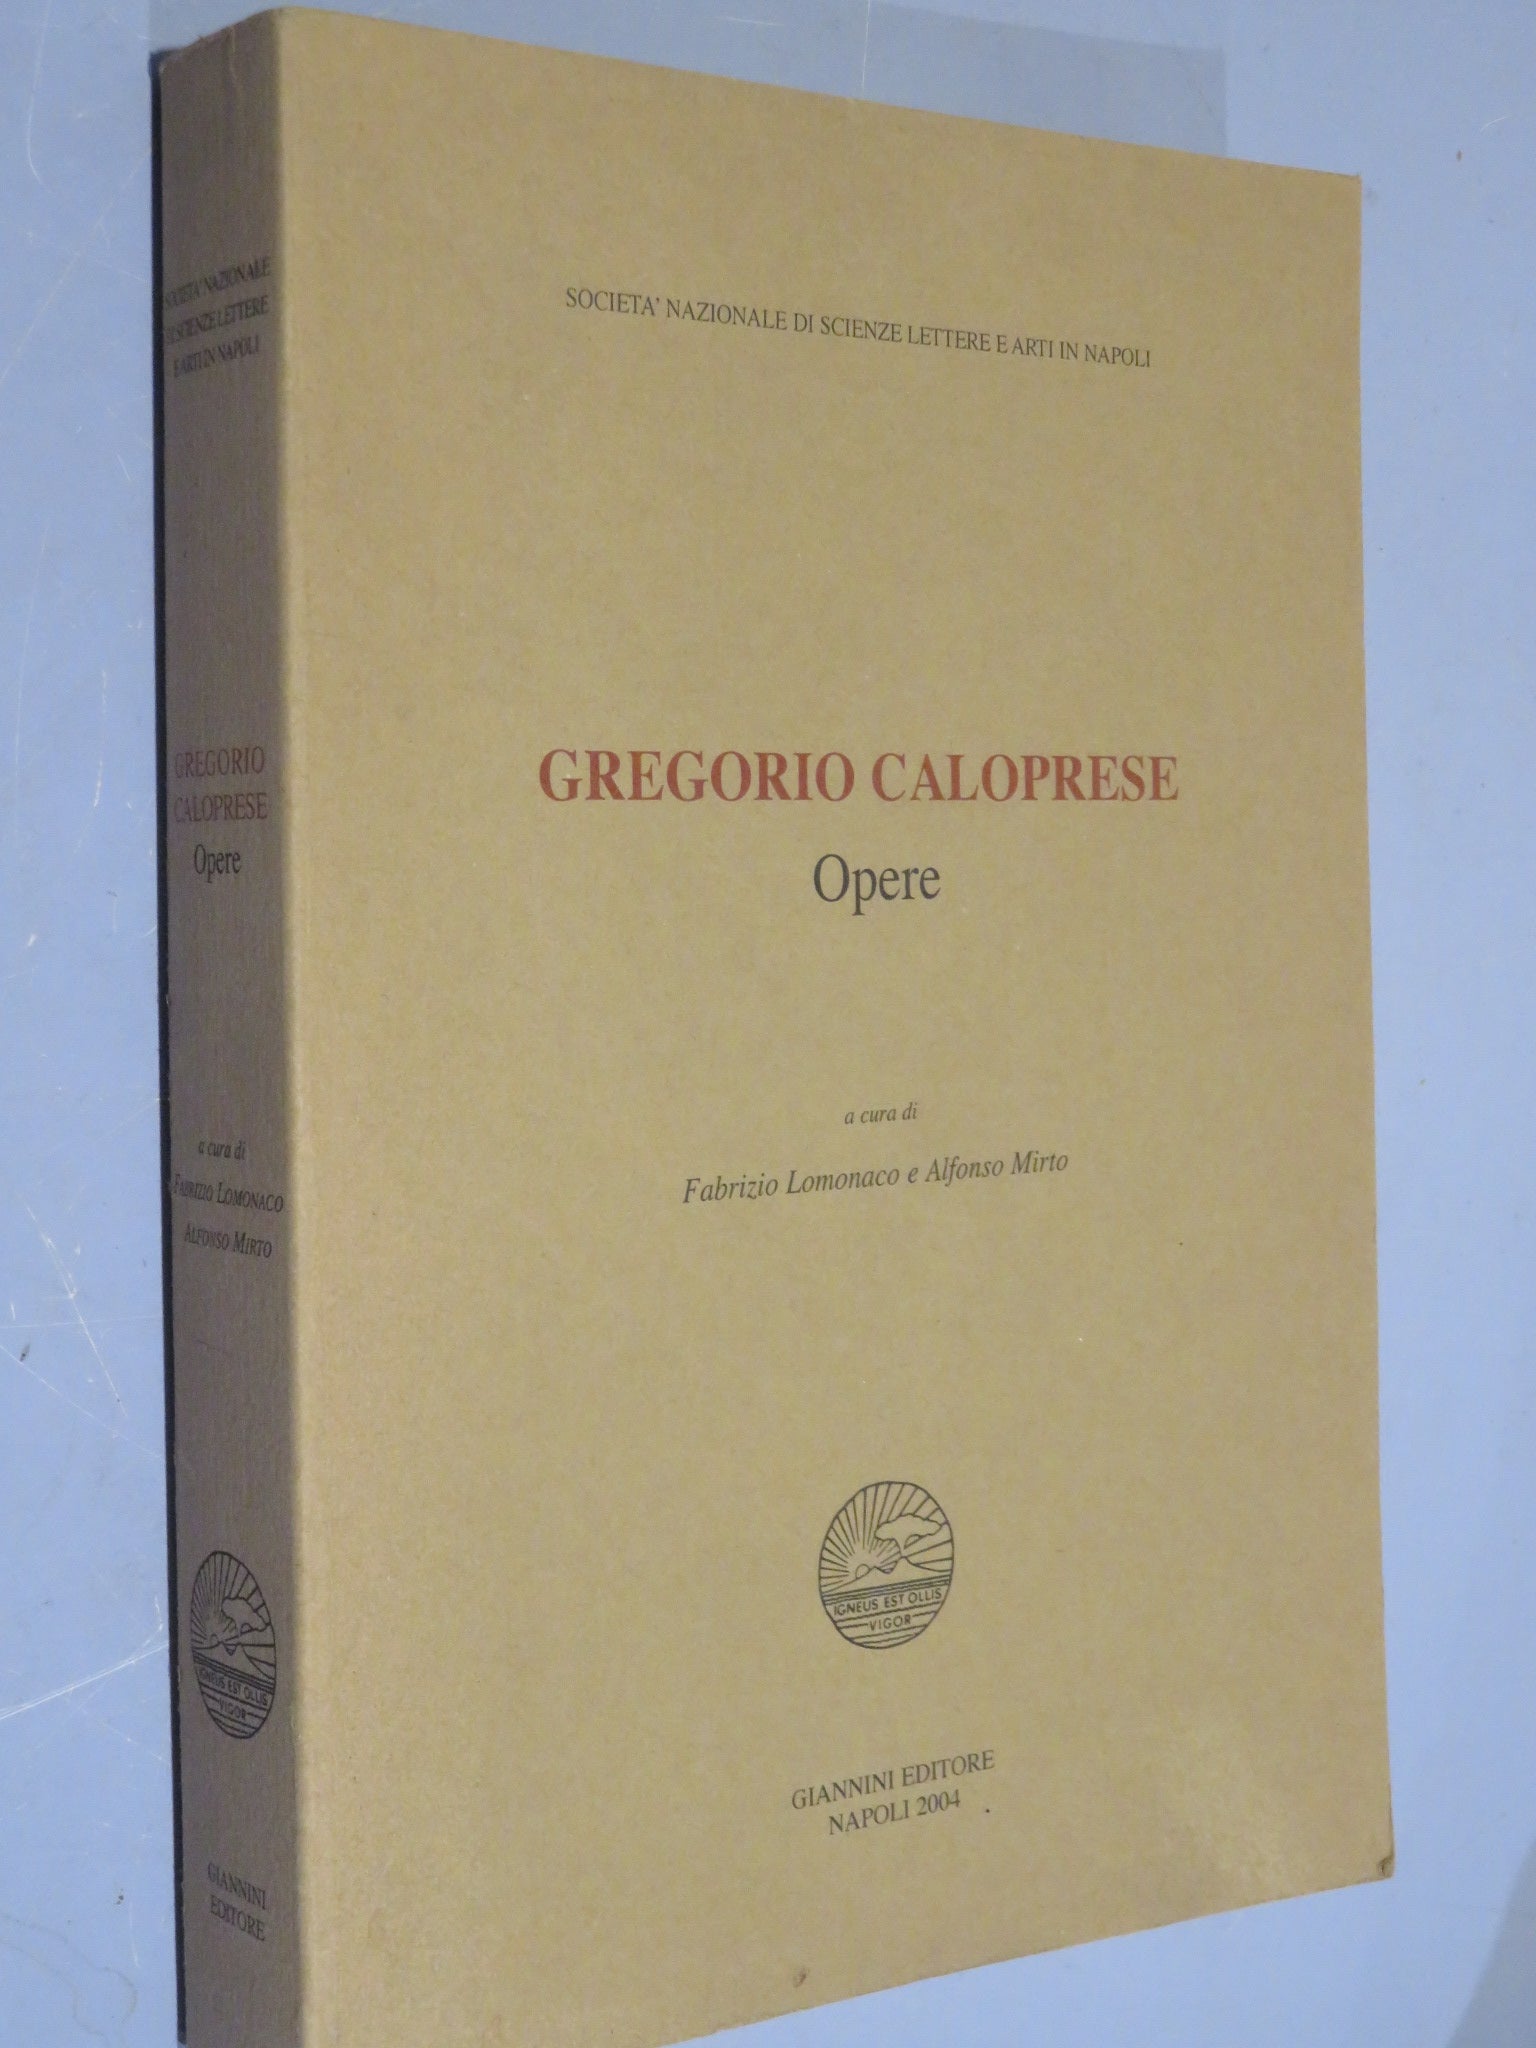 SOCIETA' NAZIONALE
DI SCIENZE LETTERE
E ARTI IN NAPOLI
GREGORIO
CALOPRESE
Opere
a cura di
FABRIZIO LOMONACO
ALFONSO MIRTO
IGNEUS EST OLLIS
VIGOR
GIANNINI
EDITORE
SOCIETA' NAZIONALE DI SCIENZE LETTERE E ARTI IN NAPOLI
GREGORIO CALOPRESE
Opere
a cura di
Fabrizio Lomonaco e Alfonso Mirto
IGNEUS EST OLLIS
VIGOR
GIANNINI EDITORE
NAPOLI 2004